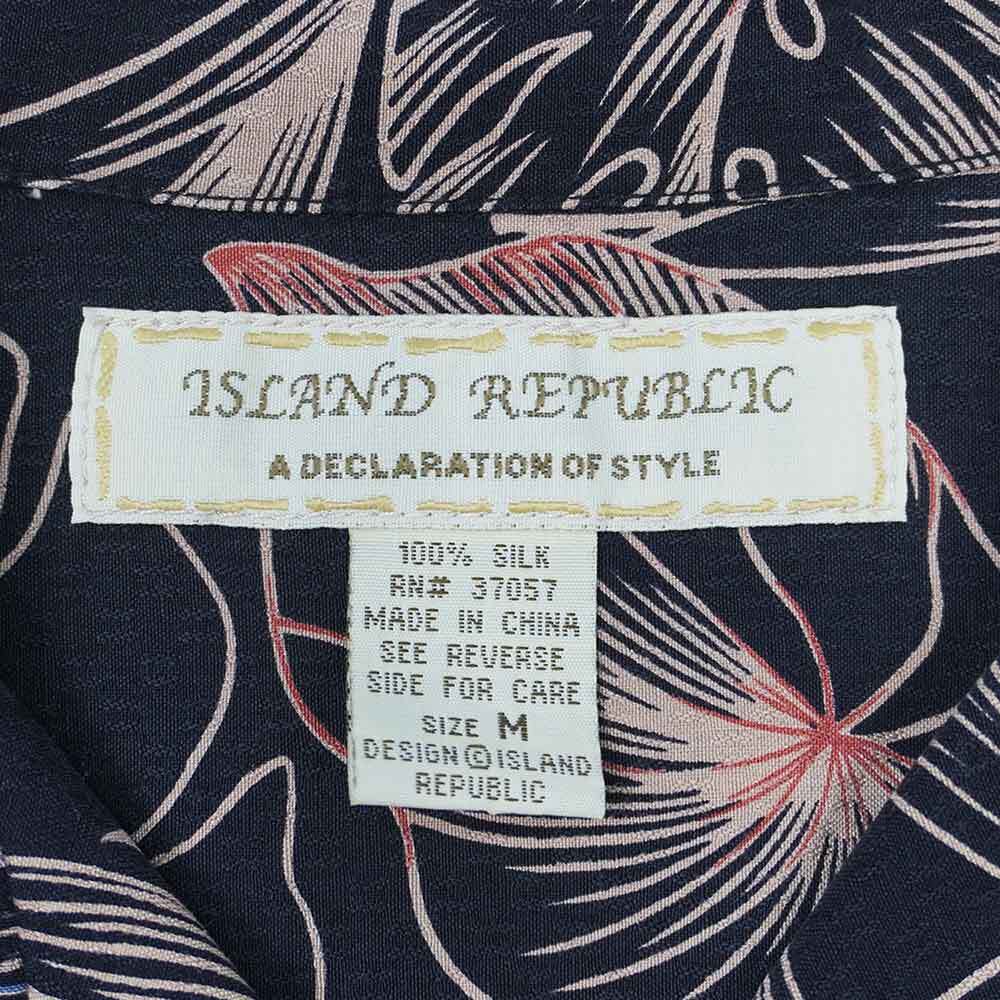 ISLAND REPUBLIC
A DECLARATION OF STYLE
100% SILK
RN# 37057
MADE IN CHINA
SEE REVERSE
SIDE FOR CARE
SIZE M
DESIGN © ISLAND
REPUBLIC